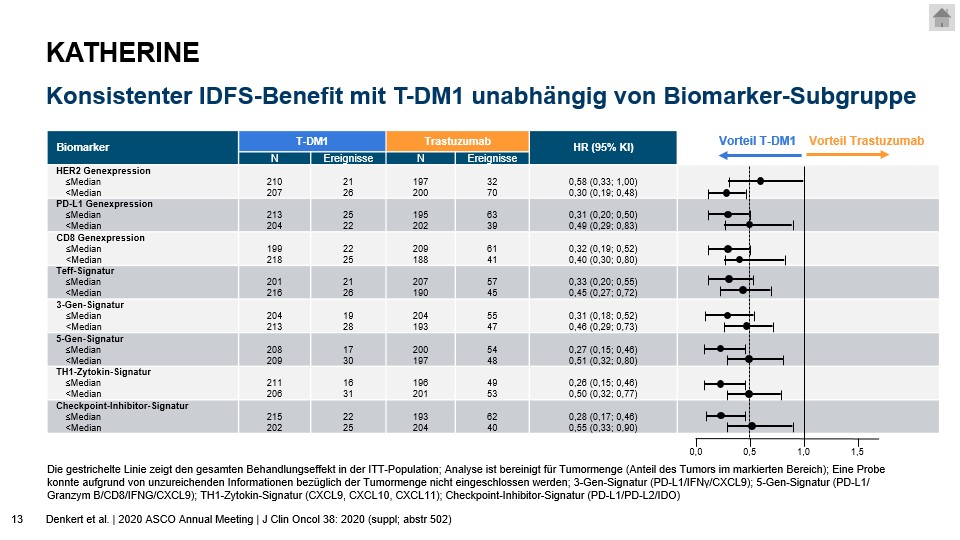 KATHERINE
Konsistenter IDFS-Benefit mit T-DM1 unabhängig von Biomarker-Subgruppe
Biomarker T-DM1 Trastuzumab HR (95% KI) Vorteil T-DM1 Vorteil Trastuzumab
N Ereignisse N Ereignisse
HER2 Genexpression
≤Median 210 21 197 32 0,58 (0,33; 1,00)
<Median 207 26 200 70 0,30 (0,19; 0,48)
PD-L1 Genexpression
≤Median 213 25 195 63 0,31 (0,20; 0,50)
<Median 204 22 202 39 0,49 (0,29; 0,83)
CD8 Genexpression
≤Median 199 22 209 61 0,32 (0,19; 0,52)
<Median 218 25 188 41 0,40 (0,30; 0,80)
Teff-Signatur
≤Median 201 21 207 57 0,33 (0,20; 0,55)
<Median 216 26 190 45 0,45 (0,27; 0,72)
3-Gen-Signatur
≤Median 204 19 204 55 0,31 (0,18; 0,52)
<Median 213 28 193 47 0,46 (0,29; 0,73)
5-Gen-Signatur
≤Median 208 17 200 54 0,27 (0,15; 0,46)
<Median 209 30 197 48 0,51 (0,32; 0,80)
TH1-Zytokin-Signatur
≤Median 211 16 196 49 0,26 (0,15; 0,46)
<Median 206 31 201 53 0,50 (0,32; 0,77)
Checkpoint-Inhibitor-Signatur
≤Median 215 22 193 62 0,28 (0,17; 0,46)
<Median 202 25 204 40 0,55 (0,33; 0,90)
0,0 0,5 1,0 1,5
Die gestrichelte Linie zeigt den gesamten Behandlungseffekt in der ITT-Population; Analyse ist bereinigt für Tumormenge (Anteil des Tumors im markierten Bereich); Eine Probe
konnte aufgrund von unzureichenden Informationen bezüglich der Tumormenge nicht eingeschlossen werden; 3-Gen-Signatur (PD-L1/IFNγ/CXCL9); 5-Gen-Signatur (PD-L1/
Granzym B/CD8/IFNG/CXCL9); TH1-Zytokin-Signatur (CXCL9, CXCL10, CXCL11); Checkpoint-Inhibitor-Signatur (PD-L1/PD-L2/IDO)
13 Denkert et al. | 2020 ASCO Annual Meeting | J Clin Oncol 38: 2020 (suppl; abstr 502)